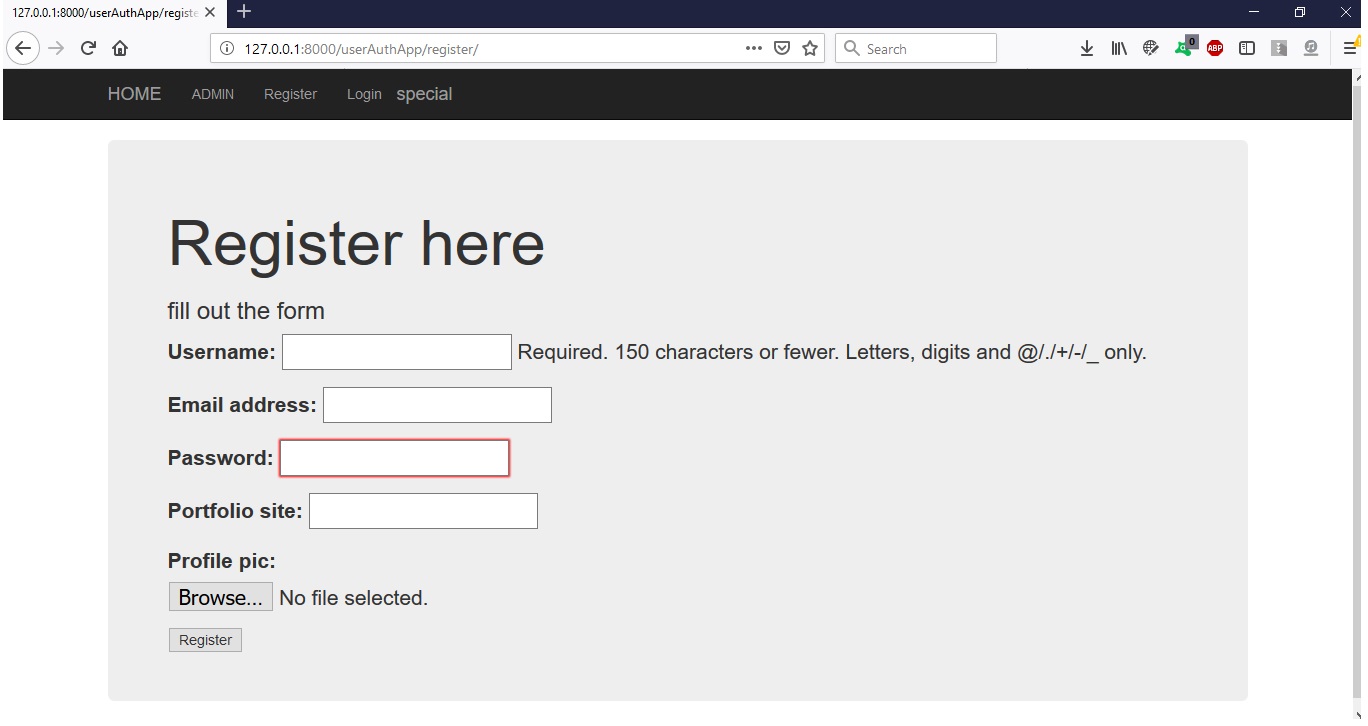 127.0.0.1:8000/userAuthApp/registe
127.0.0.1:8000/userAuthApp/register/
Search
0
ABP
HOME ADMIN Register Login special
Register here
fill out the form
Username: Required. 150 characters or fewer. Letters, digits and @/./+/-/_ only.
Email address:
Password:
Portfolio site:
Profile pic:
Browse... No file selected.
Register